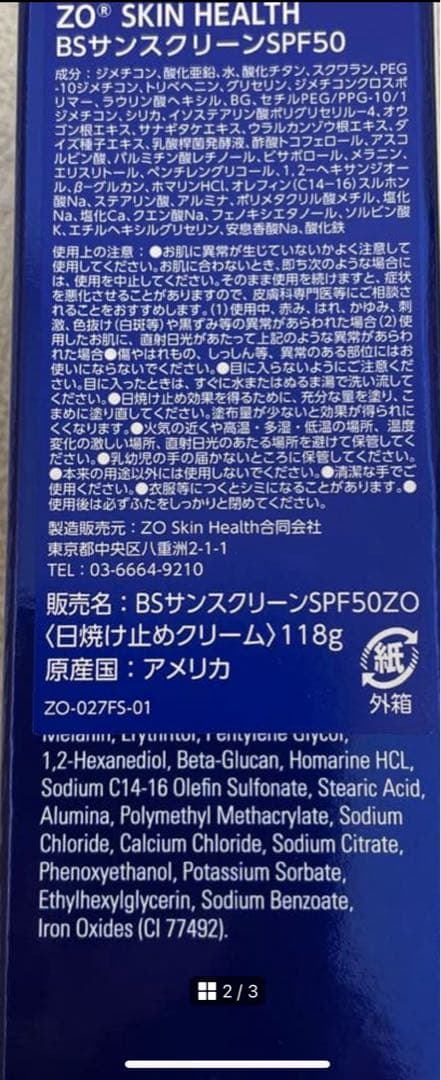 ZO® SKIN HEALTH
BSサンスクリーンSPF50
成分：ジメチコン、酸化亜鉛、水、酸化チタン、スクワラン、PEG
-10ジメチコン、トリベヘニン、グリセリン、ジメチコンクロスポ
リマー、ラウリン酸ヘキシル、BG、セチルPEG/PPG-10/1
ジメチコン、シリカ、イソステアリン酸ポリグリセリル-4、オウ
ゴン根エキス、サナギタケエキス、ウラルカンゾウ根エキス、ダ
イズ種子エキス、乳酸桿菌発酵液、酢酸トコフェロール、アスコ
ルビン酸、パルミチン酸レチノール、ビサボロール、メラニン、
エリスリトール、ペンチレングリコール、1，2-ヘキサンジオー
ル、β-グルカン、ホマリンHCl、オレフィン(C14-16)スルホン
酸Na、ステアリン酸、アルミナ、ポリメタクリル酸メチル、塩化
Na、塩化Ca、クエン酸Na、フェノキシエタノール、ソルビン酸
K、エチルヘキシルグリセリン、安息香酸Na、酸化鉄
使用上の注意：●お肌に異常が生じていないかよく注意して
使用してください。お肌に合わないとき、即ち次のような場合に
は、使用を中止してください。そのまま使用を続けますと、症状
を悪化させることがありますので、皮膚科専門医等にご相談さ
れることをおすすめします。(1)使用中、赤み、はれ、かゆみ、刺
激、色抜け(白斑等)や黒ずみ等の異常があらわれた場合(2)使
用したお肌に、直射日光があたって上記のような異常があらわ
れた場合●傷やはれもの、しっしん等、異常のある部位にはお
使いにならないでください。●目に入らないようにご注意くだ
さい。目に入ったときは、すぐに水またはぬるま湯で洗い流して
ください。●日焼け止め効果を得るために、充分な量を塗り、こ
まめに塗り直してください。塗布量が少ないと効果が得られに
くくなります。●火気の近くや高温・多湿・低温の場所、温度
変化の激しい場所、直射日光のあたる場所を避けて保管してく
ださい。●乳幼児の手の届かないところに保管してください。
●本来の用途以外には使用しないでください。●清潔な手でご
使用ください。●衣服等につくとシミになることがあります。●
使用後は必ずふたをしっかりと閉めてください。
製造販売元：ZO Skin Health合同会社
東京都中央区八重洲2-1-1
TEL：03-6664-9210
販売名：BSサンスクリーンSPF50ZO
〈日焼け止めクリーム〉118g
原産国：アメリカ
紙
外箱
ZO-027FS-01
Melanin, Erythritol, Pentylene Glycol,
1,2-Hexanediol, Beta-Glucan, Homarine HCL,
Sodium C14-16 Olefin Sulfonate, Stearic Acid,
Alumina, Polymethyl Methacrylate, Sodium
Chloride, Calcium Chloride, Sodium Citrate,
Phenoxyethanol, Potassium Sorbate,
Ethylhexylglycerin, Sodium Benzoate,
Iron Oxides (CI 77492).
2/3